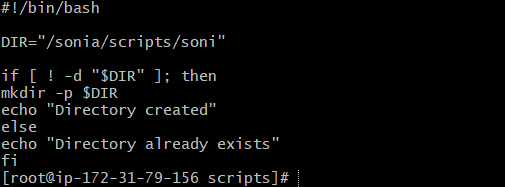 #!/bin/bash
DIR="/sonia/scripts/soni"
if [ ! -d "$DIR" ]; then
mkdir -p $DIR
echo "Directory created"
else
echo "Directory already exists"
fi
[root@ip-172-31-79-156 scripts]#